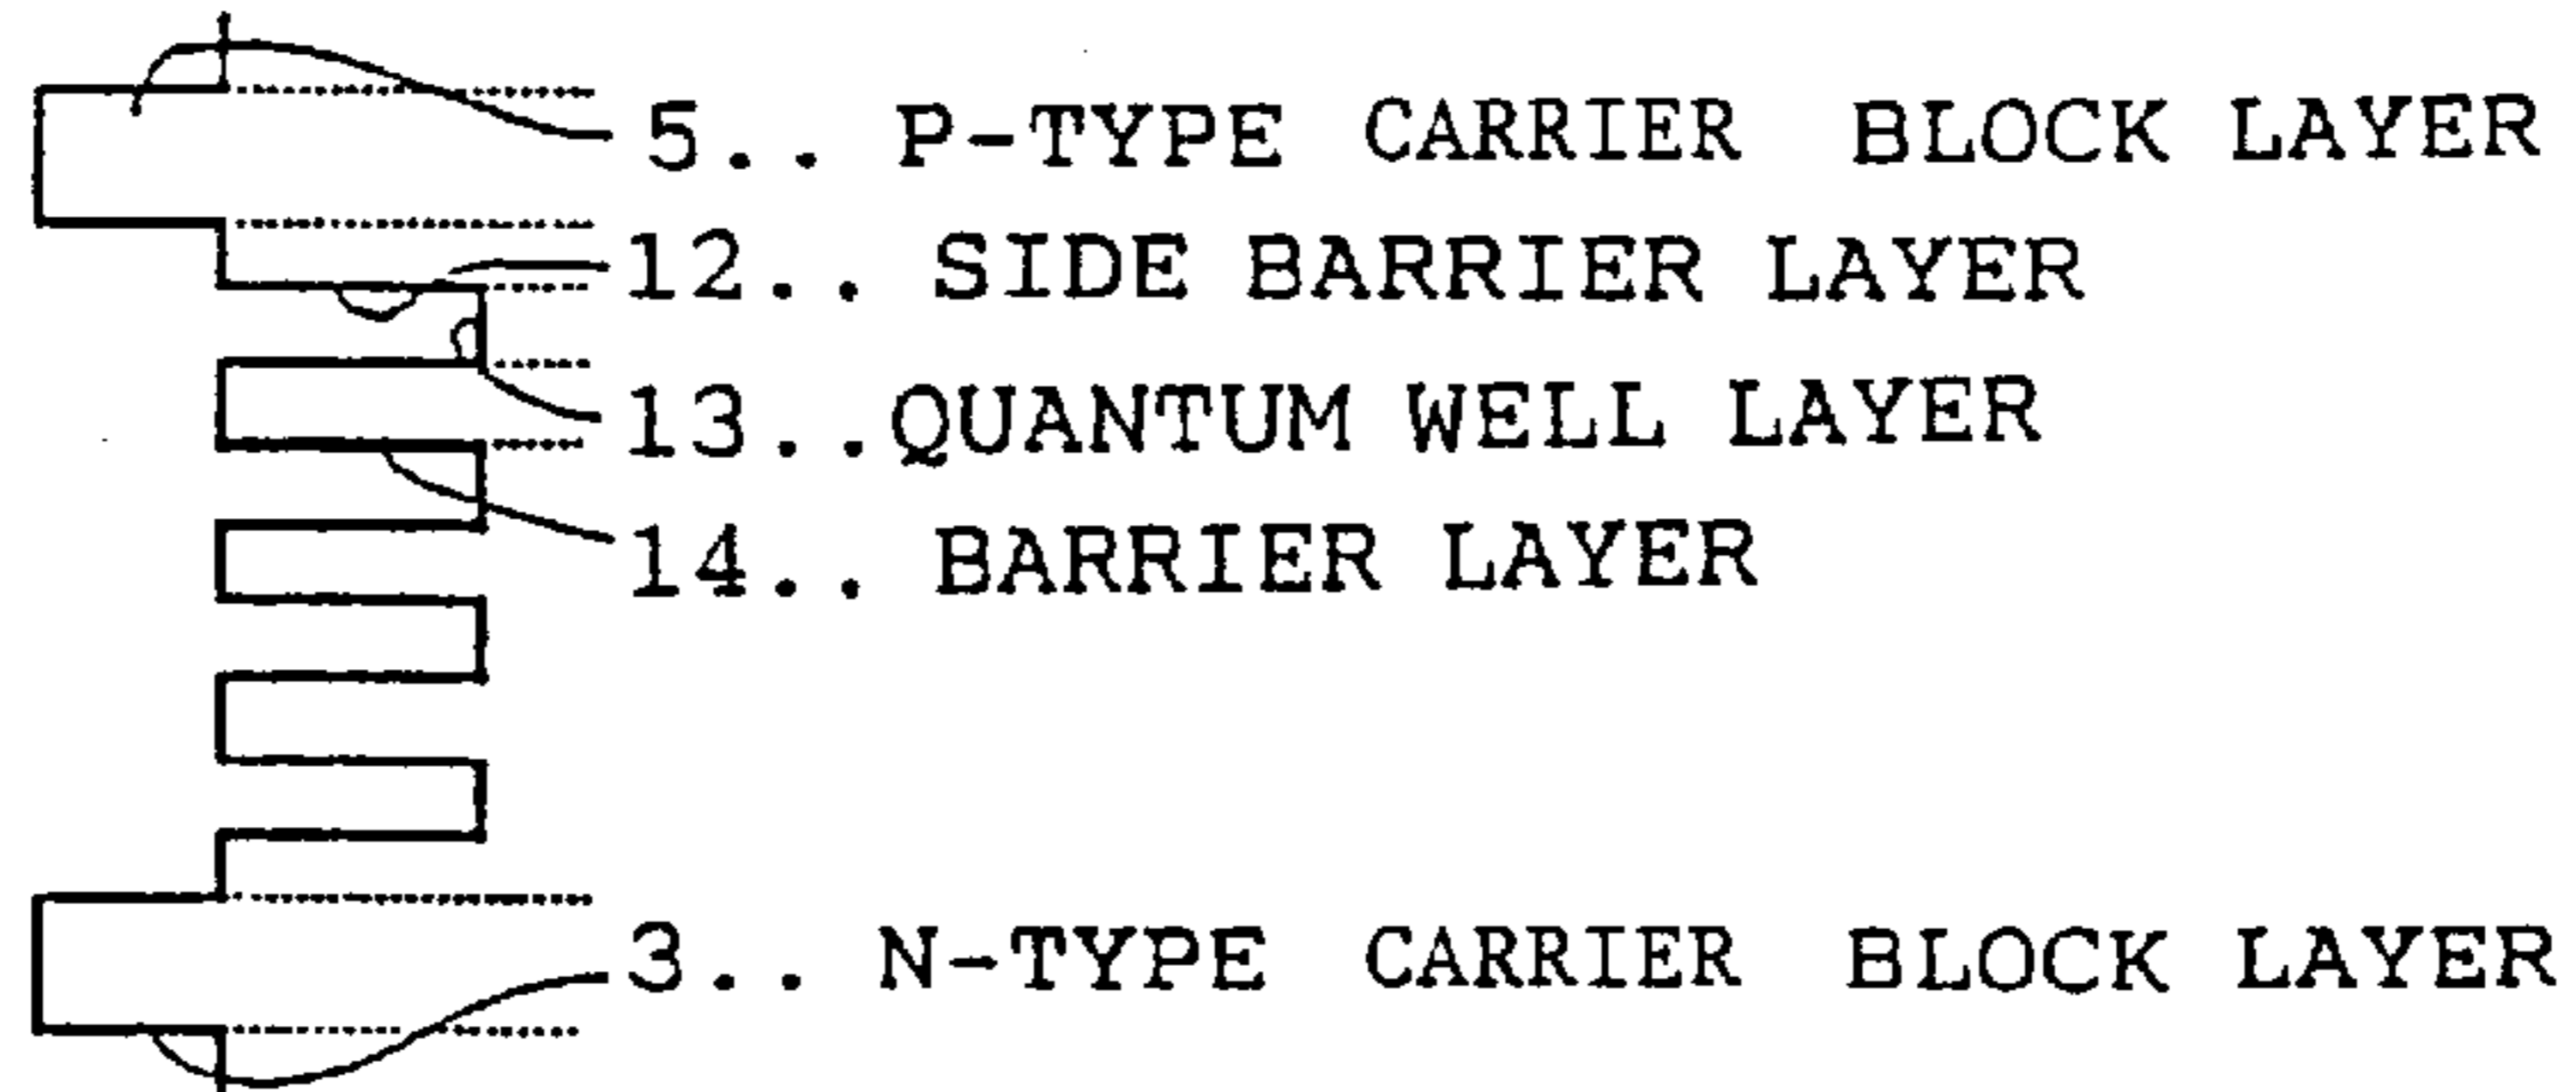 5.. P-TYPE CARRIER BLOCK LAYER
12.. SIDE BARRIER LAYER
13..QUANTUM WELL LAYER
14.. BARRIER LAYER
3.. N-TYPE CARRIER BLOCK LAYER